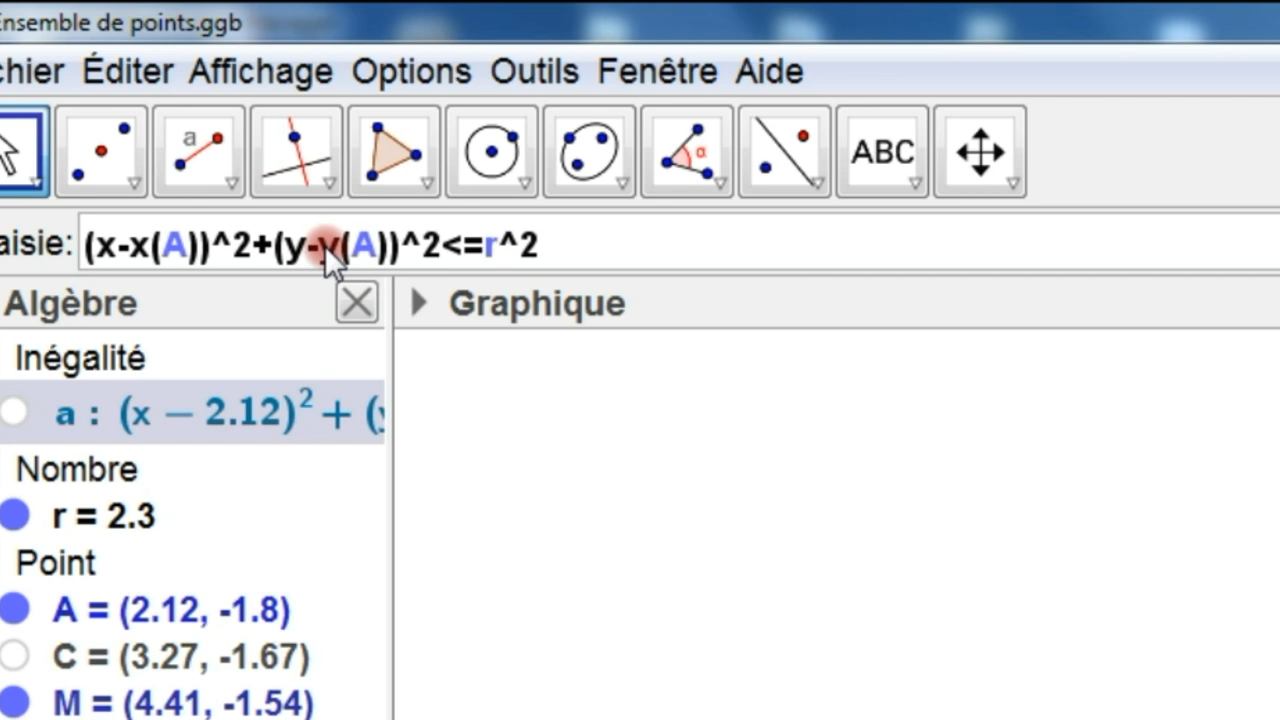 Ensemble de points.ggb
chier Éditer Affichage Options Outils Fenêtre Aide
a α ABC
aisie: (x-x(A))^2+(y-y(A))^2<=r^2
Algèbre Graphique
Inégalité
a : (x − 2.12)² + (y
Nombre
r = 2.3
Point
A = (2.12, -1.8)
C = (3.27, -1.67)
M = (4.41, -1.54)